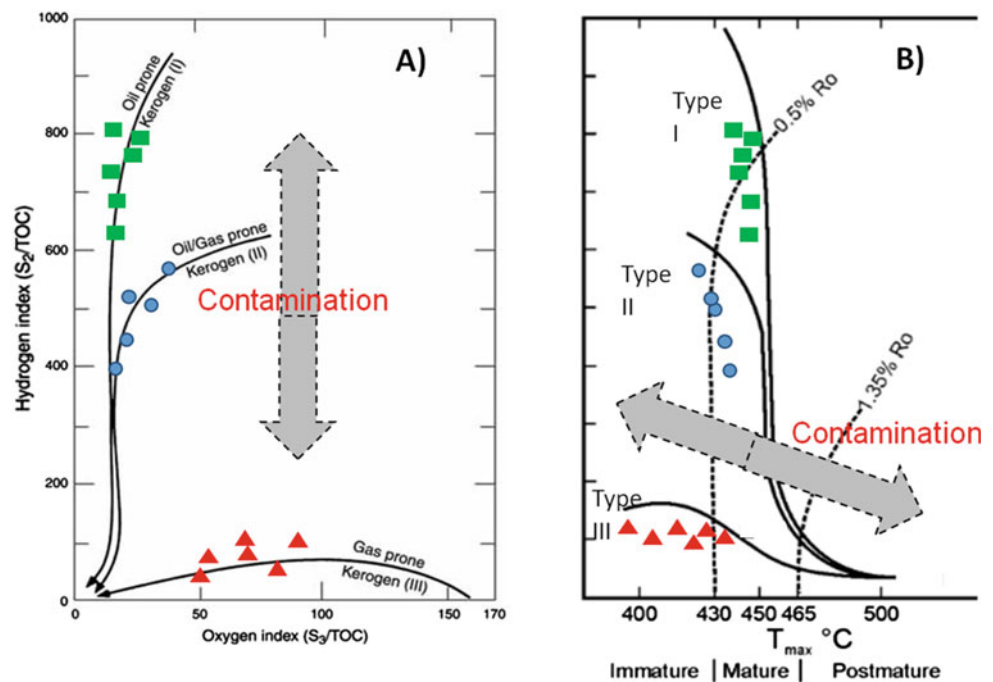 A)
Hydrogen index (S2/TOC)
1000
800
600
400
200
0
Oil prone
Kerogen (I)
Oil/Gas prone
Kerogen (II)
Contamination
Gas prone
Kerogen (III)
50
100
150
170
Oxygen index (S3/TOC)
B)
Type
I
0.5% Ro
Type
II
1.35% Ro
Contamination
Type
III
400
430
450
465
500
Tmax °C
Immature
Mature
Postmature